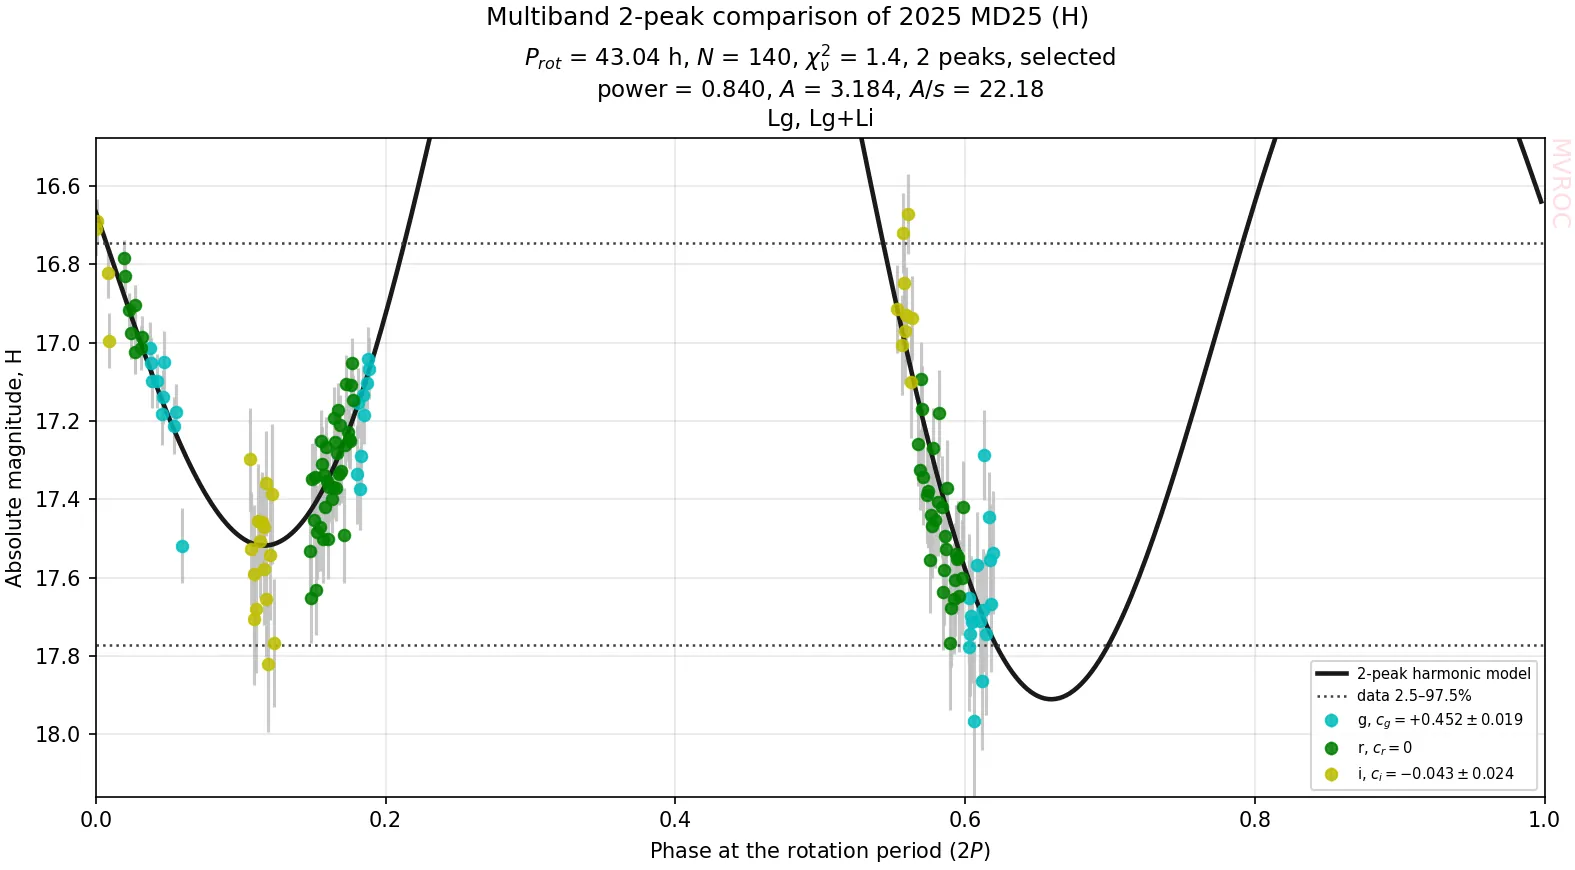 Multiband 2-peak comparison of 2025 MD25 (H)
P_rot = 43.04 h, N = 140, χ²_ν = 1.4, 2 peaks, selected
power = 0.840, A = 3.184, A/s = 22.18
Lg, Lg+Li
MVROC
Absolute magnitude, H
16.6
16.8
17.0
17.2
17.4
17.6
17.8
18.0
2-peak harmonic model
data 2.5–97.5%
g, c_g = +0.452 ± 0.019
r, c_r = 0
i, c_i = −0.043 ± 0.024
0.0 0.2 0.4 0.6 0.8 1.0
Phase at the rotation period (2P)